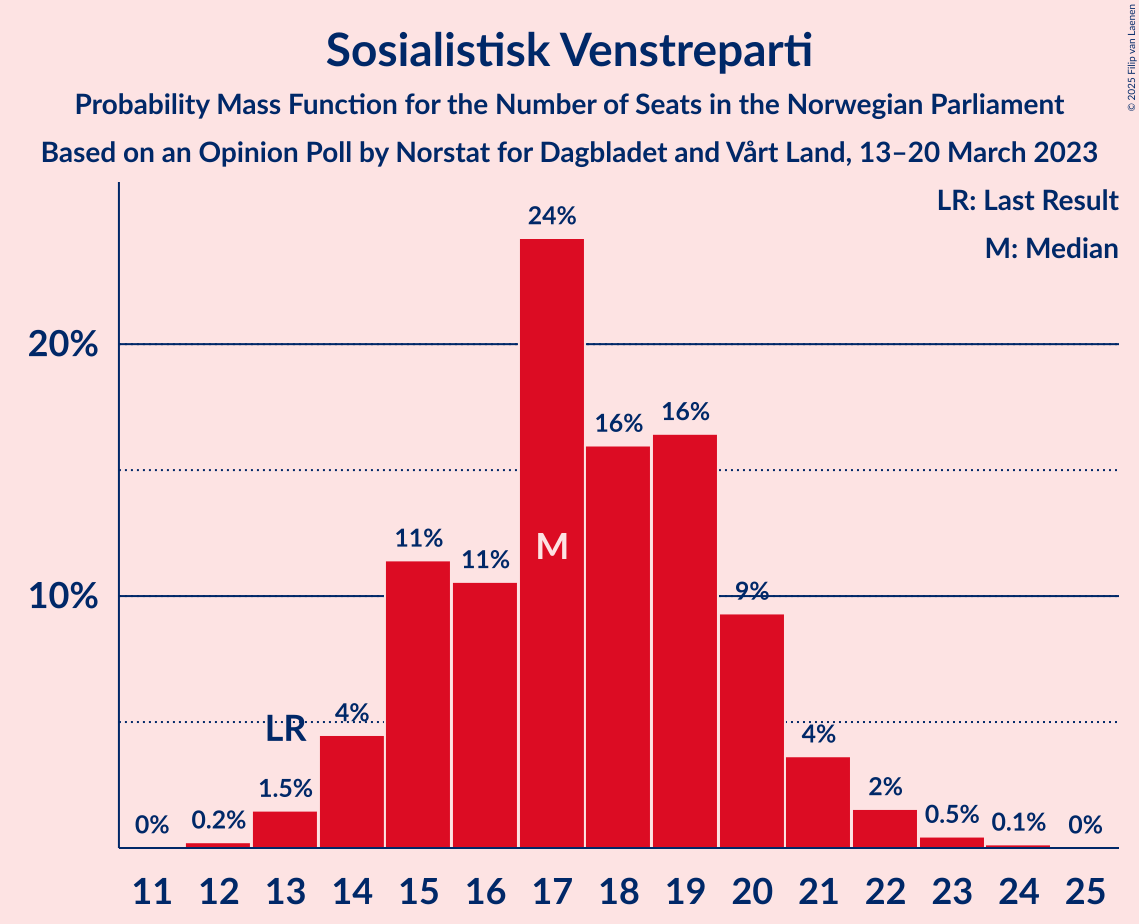 Sosialistisk Venstreparti
Probability Mass Function for the Number of Seats in the Norwegian Parliament
Based on an Opinion Poll by Norstat for Dagbladet and Vårt Land, 13–20 March 2023
© 2025 Filip van Laenen
LR: Last Result
M: Median
24%
20%
16%
16%
11%
11%
M
10%
9%
LR
4%
4%
1.5%
2%
0%
0.2%
0.5%
0.1%
0%
11 12 13 14 15 16 17 18 19 20 21 22 23 24 25